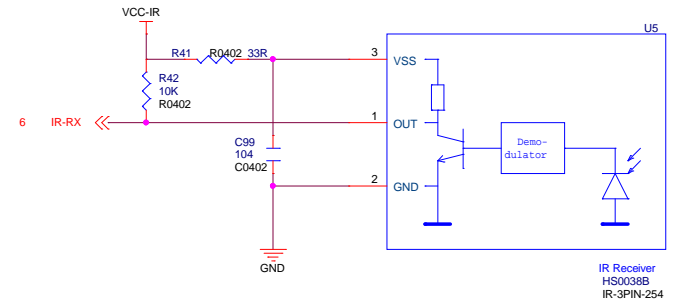 VCC-IR
U5
R41 R0402 33R
3
VSS
R42
10K
R0402
6 IR-RX
1
OUT
C99
104
C0402
Demo-
dulator
2
GND
GND
IR Receiver
HS0038B
IR-3PIN-254